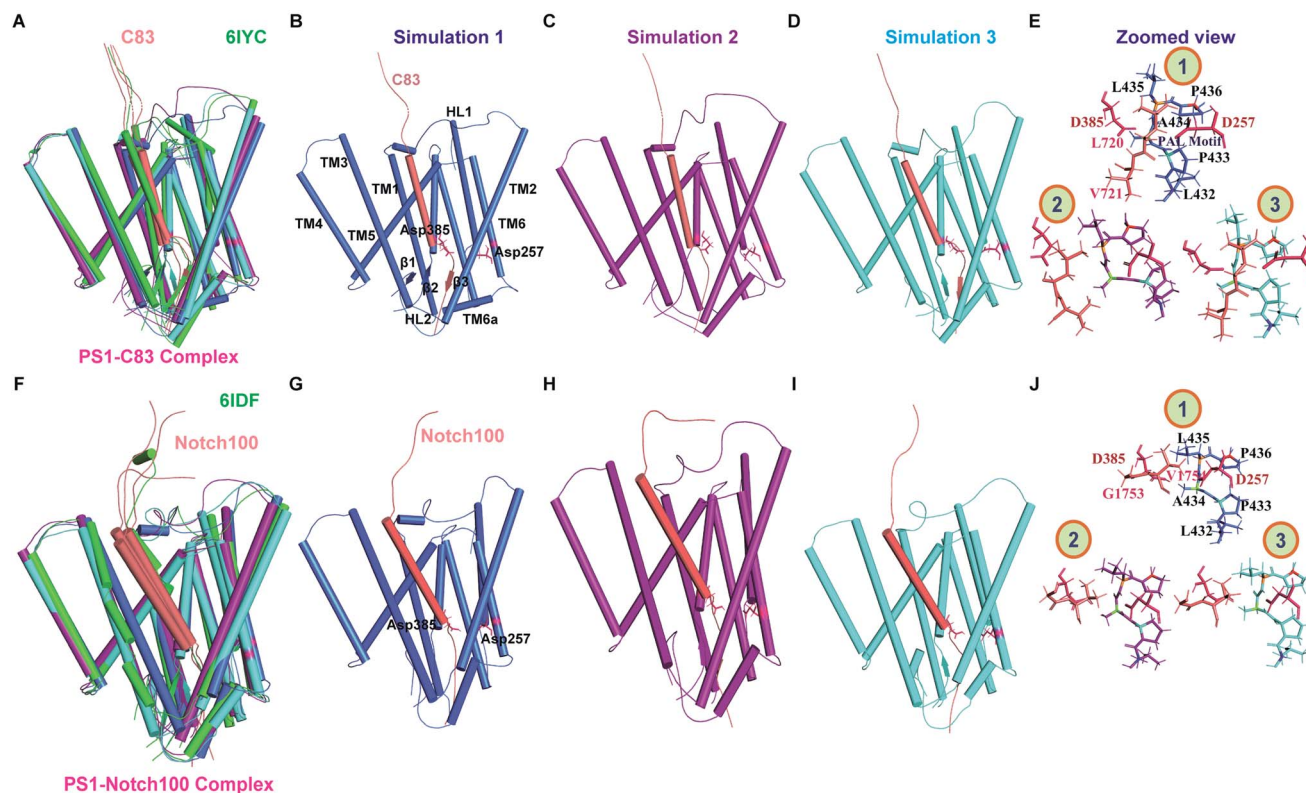 A
C83
6IYC
PS1-C83 Complex
B
Simulation 1
C83
HL1
TM3
TM1
TM2
TM4
TM5
TM6
Asp385
Asp257
β1
β2
β3
HL2
TM6a
C
Simulation 2
D
Simulation 3
E
Zoomed view
1
L435
P436
D385
A434
D257
L720
PAL Motif
P433
V721
L432
2
3
F
6IDF
Notch100
PS1-Notch100 Complex
G
Notch100
Asp385
Asp257
H
I
J
1
L435
D385
P436
D257
G1753
A434
P433
L432
2
3